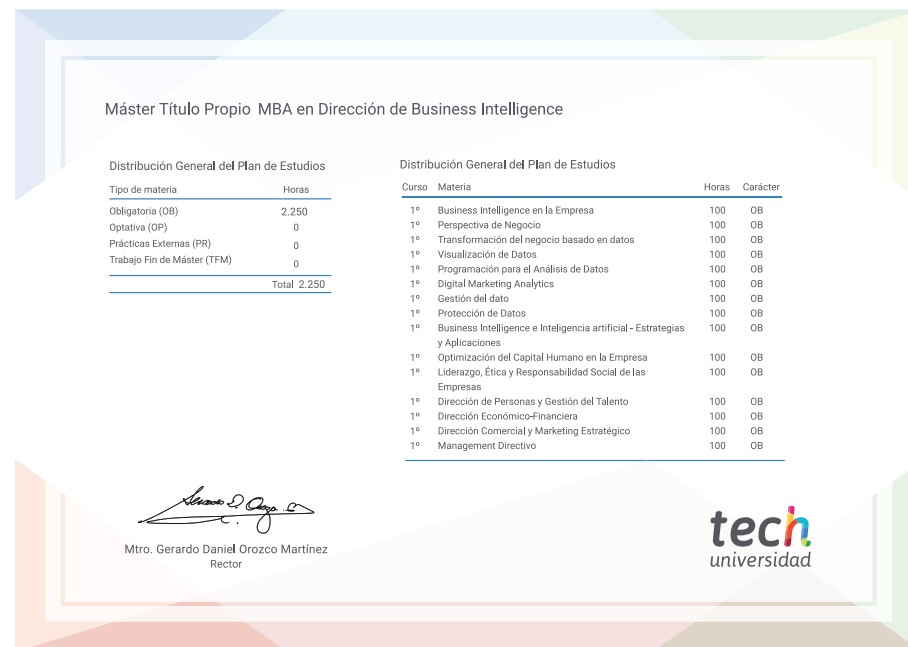 Máster Título Propio MBA en Dirección de Business Intelligence
Distribución General del Plan de Estudios
Tipo de materia Horas
Obligatoria (OB) 2.250
Optativa (OP) 0
Prácticas Externas (PR) 0
Trabajo Fin de Máster (TFM) 0
Total 2.250
Distribución General del Plan de Estudios
Curso Materia Horas Carácter
1º Business Intelligence en la Empresa 100 OB
1º Perspectiva de Negocio 100 OB
1º Transformación del negocio basado en datos 100 OB
1º Visualización de Datos 100 OB
1º Programación para el Análisis de Datos 100 OB
1º Digital Marketing Analytics 100 OB
1º Gestión del dato 100 OB
1º Protección de Datos 100 OB
1º Business Intelligence e Inteligencia artificial - Estrategias 100 OB
y Aplicaciones
1º Optimización del Capital Humano en la Empresa 100 OB
1º Liderazgo, Ética y Responsabilidad Social de las 100 OB
Empresas
1º Dirección de Personas y Gestión del Talento 100 OB
1º Dirección Económico-Financiera 100 OB
1º Dirección Comercial y Marketing Estratégico 100 OB
1º Management Directivo 100 OB
Mtro. Gerardo Daniel Orozco Martínez
Rector
tech
universidad